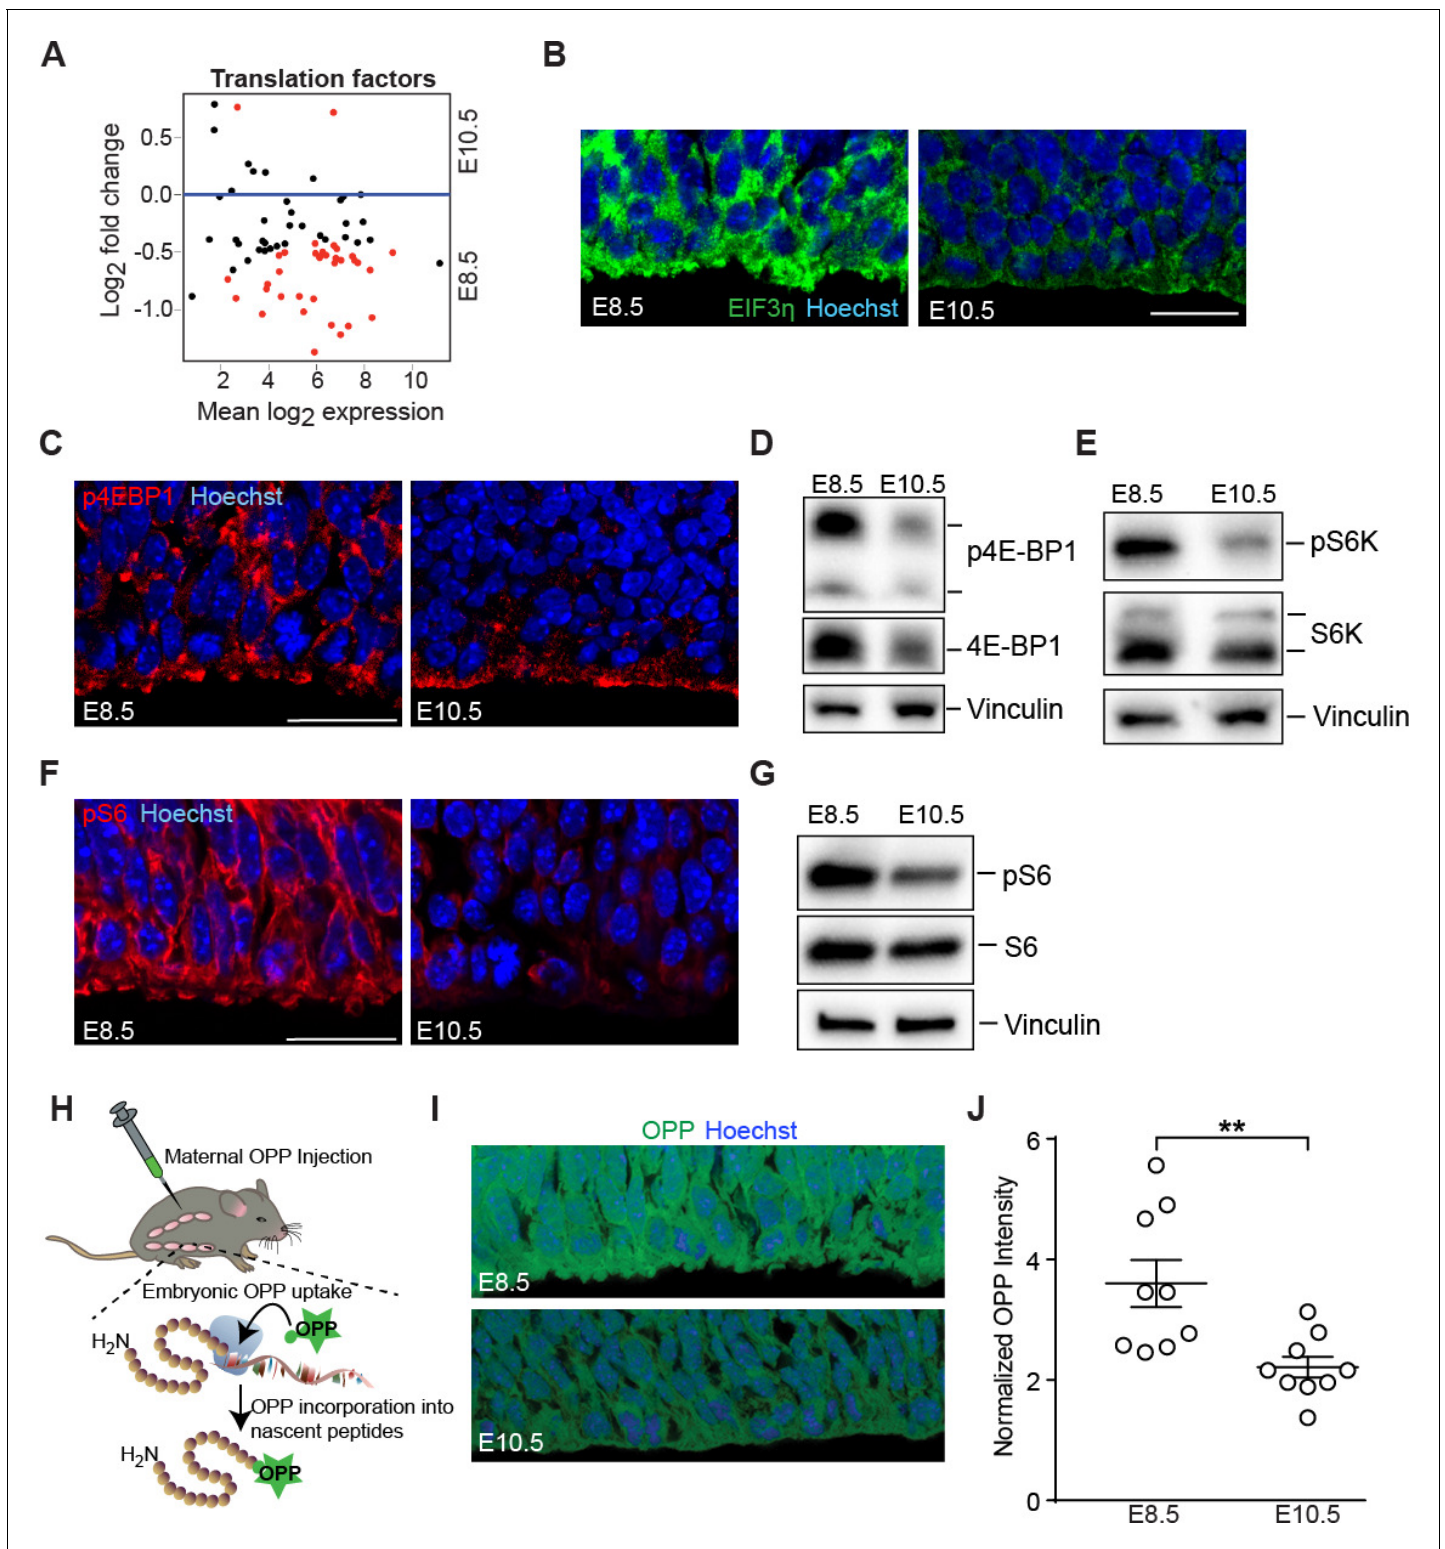 A
Translation factors
Log2 fold change
0.5
0.0
-0.5
-1.0
E10.5
E8.5
2 4 6 8 10
Mean log2 expression
B
E8.5
EIF3η Hoechst
E10.5
C
p4EBP1 Hoechst
E8.5
E10.5
D
E8.5 E10.5
p4E-BP1
4E-BP1
Vinculin
E
E8.5 E10.5
pS6K
S6K
Vinculin
F
pS6 Hoechst
E8.5
E10.5
G
E8.5 E10.5
pS6
S6
Vinculin
H
Maternal OPP Injection
Embryonic OPP uptake
H2N
OPP
OPP incorporation into
nascent peptides
H2N
OPP
I
OPP Hoechst
E8.5
E10.5
J
**
Normalized OPP Intensity
6
4
2
0
E8.5 E10.5